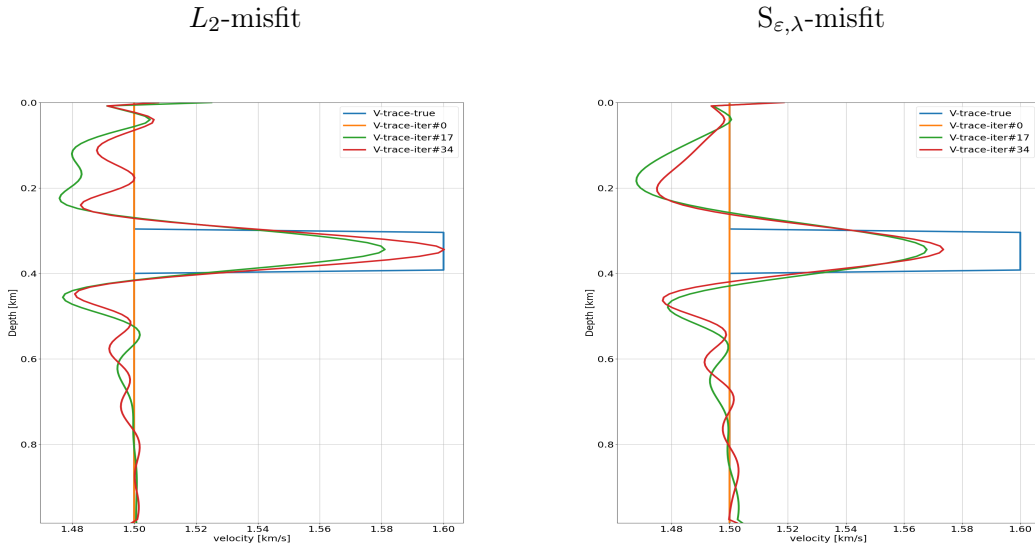 L₂-misfit
S_{ε,λ}-misfit
0.0
0.2
0.4
0.6
0.8
Depth [km]
1.48 1.50 1.52 1.54 1.56 1.58 1.60
velocity [km/s]
V-trace-true
V-trace-iter#0
V-trace-iter#17
V-trace-iter#34
0.0
0.2
0.4
0.6
0.8
Depth [km]
1.48 1.50 1.52 1.54 1.56 1.58 1.60
velocity [km/s]
V-trace-true
V-trace-iter#0
V-trace-iter#17
V-trace-iter#34